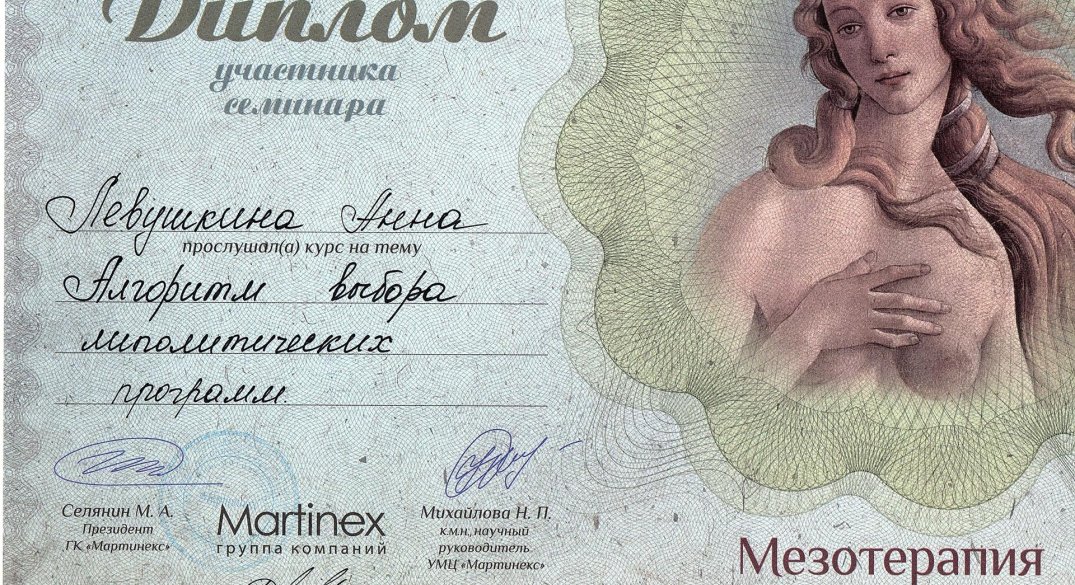 Диплом
участника
семинара
Левушкина Анна
прослушал(а) курс на тему
Алгоритм выбора
липолитических
программ.
Селянин М. А.
Президент
ГК «Мартинекс»
Martinex
группа компаний
Михайлова Н. П.
к.м.н., научный
руководитель
УМЦ «Мартинекс»
Мезотерапия